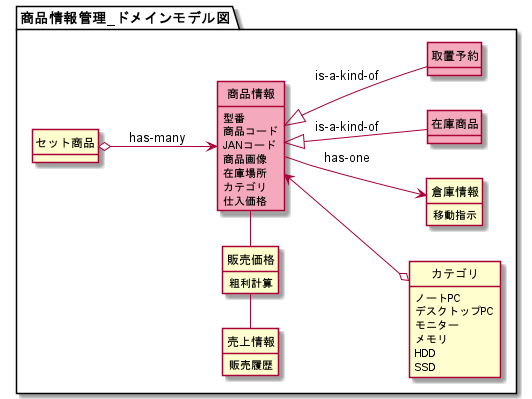 商品情報管理_ドメインモデル図
セット商品
has-many
商品情報
型番
商品コード
JANコード
商品画像
在庫場所
カテゴリ
仕入価格
is-a-kind-of
取置予約
is-a-kind-of
在庫商品
has-one
倉庫情報
移動指示
カテゴリ
ノートPC
デスクトップPC
モニター
メモリ
HDD
SSD
販売価格
粗利計算
売上情報
販売履歴